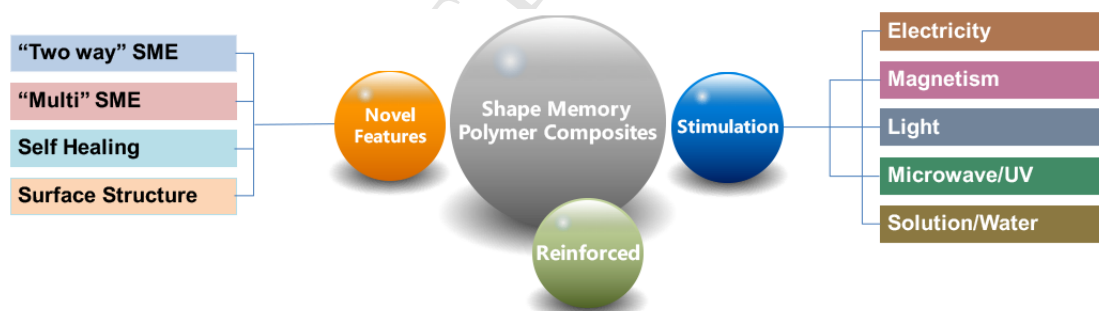 “Two way” SME
“Multi” SME
Self Healing
Surface Structure
Novel
Features
Shape Memory
Polymer Composites
Reinforced
Stimulation
Electricity
Magnetism
Light
Microwave/UV
Solution/Water